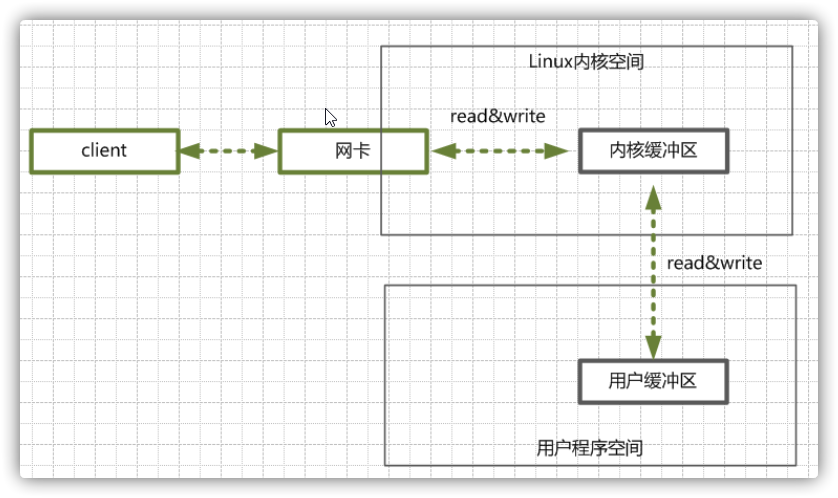 Linux内核空间
read&write
client
网卡
内核缓冲区
read&write
用户缓冲区
用户程序空间